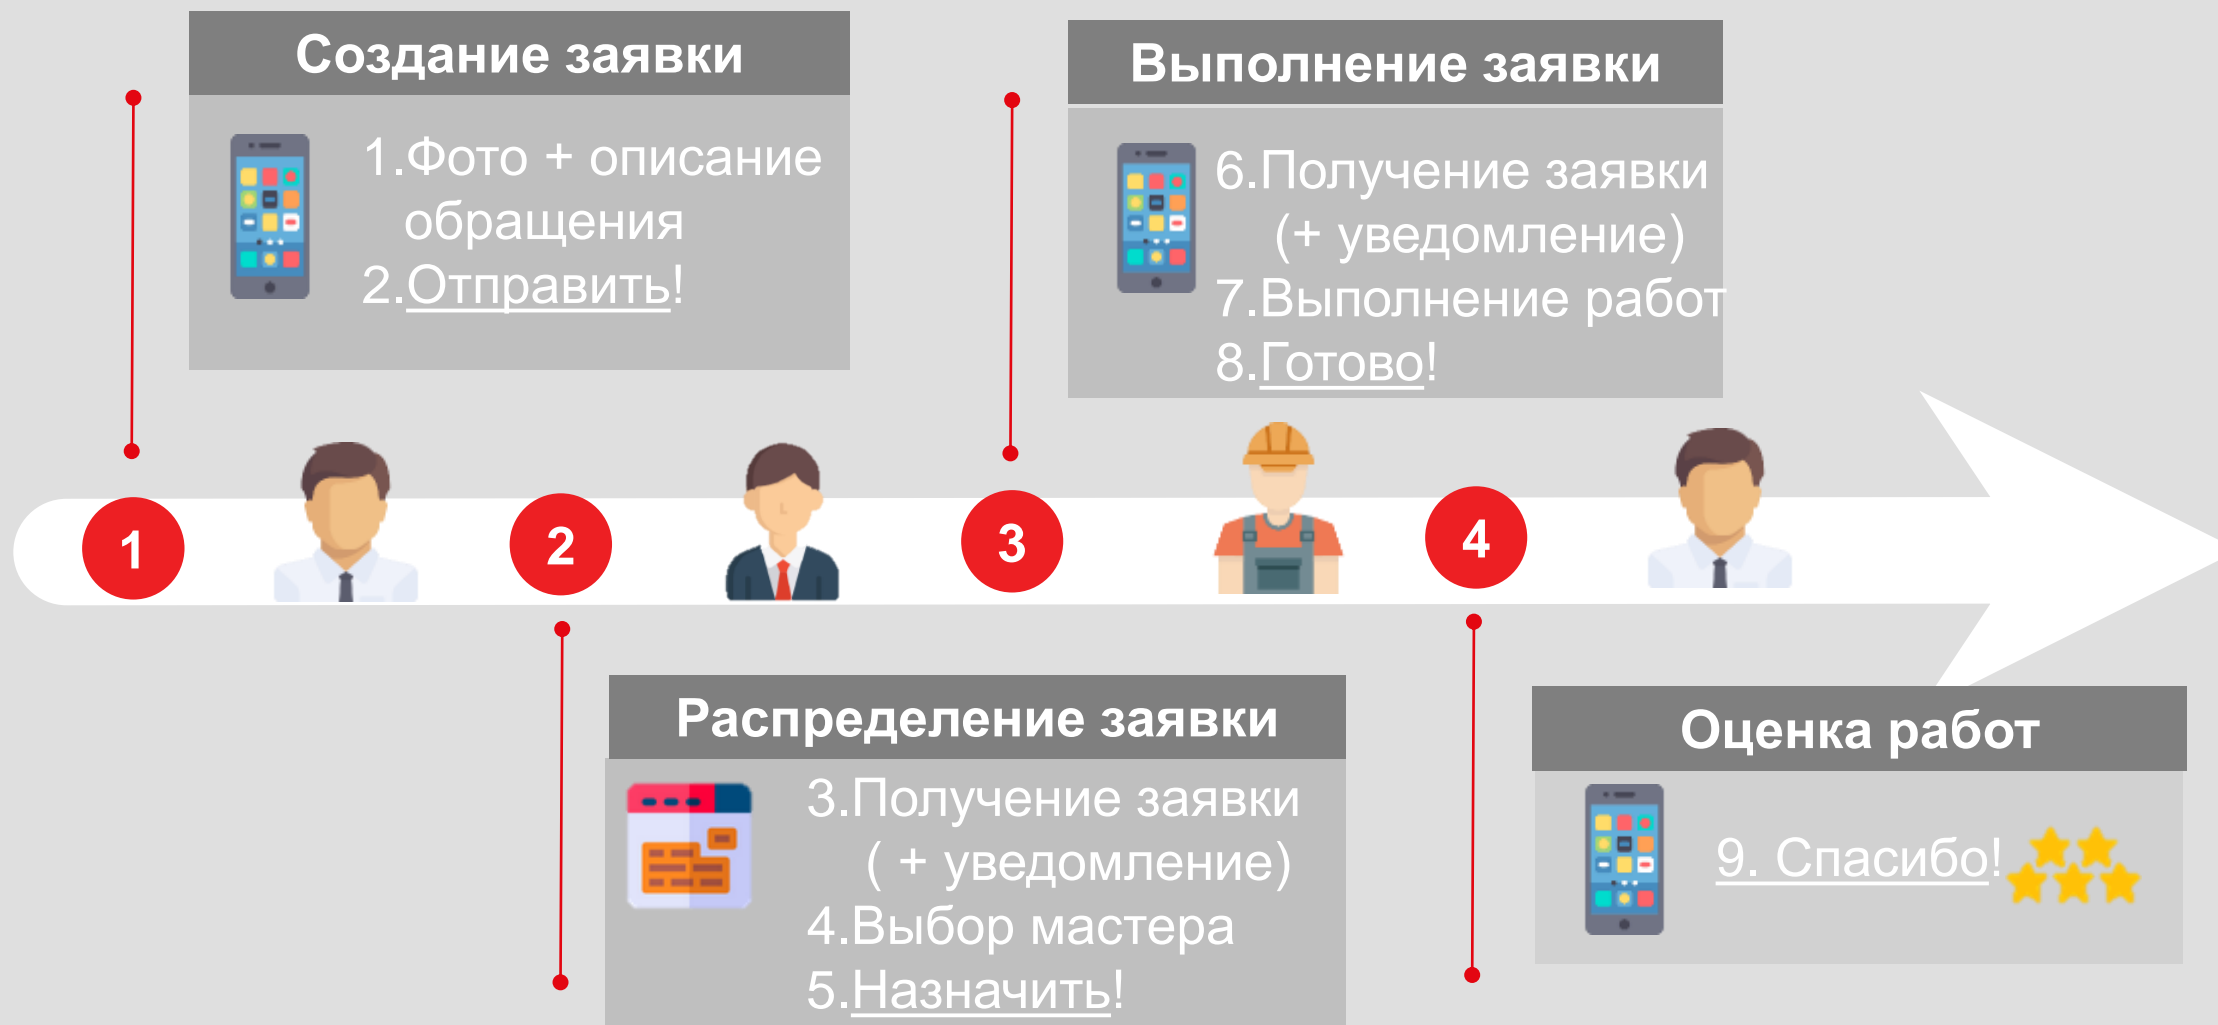 Создание заявки
1.Фото + описание
обращения
2.Отправить!
Выполнение заявки
6.Получение заявки
(+ уведомление)
7.Выполнение работ
8.Готово!
1
2
3
4
Распределение заявки
3.Получение заявки
( + уведомление)
4.Выбор мастера
5.Назначить!
Оценка работ
9. Спасибо!